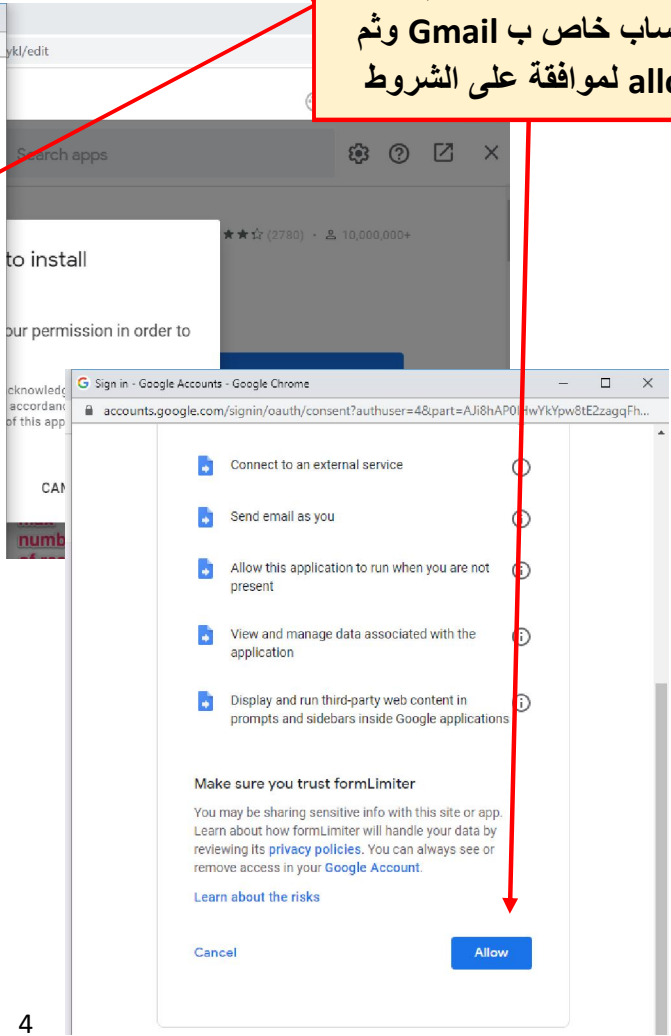 ykl/edit
حساب خاص ب Gmail وثم
لموافقة على الشروط
Search apps
(2780)
10,000,000+
to install
our permission in order to
of this app
Sign in - Google Accounts - Google Chrome
accounts.google.com/signin/oauth/consent?authuser=4&part=AJi8hAP0
Connect to an external service
Send email as you
Allow this application to run when you are not
present
View and manage data associated with the
application
Display and run third-party web content in
prompts and sidebars inside Google applications
Make sure you trust formLimiter
You may be sharing sensitive info with this site or app.
Learn about how formLimiter will handle your data by
reviewing its privacy policies. You can always see or
remove access in your Google Account.
Learn about the risks
Cancel
Allow
4